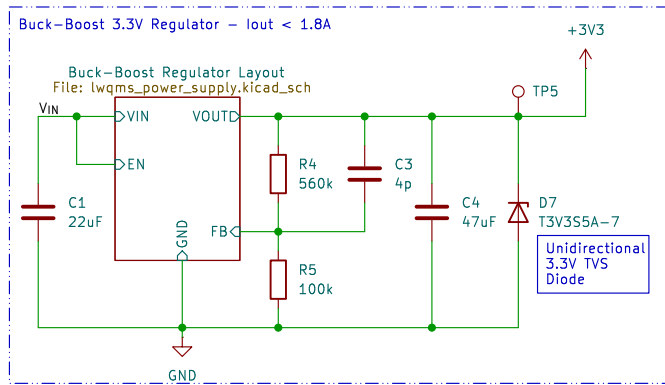 Buck-Boost 3.3V Regulator - Iout < 1.8A
+3V3
Buck-Boost Regulator Layout
File: lwqms_power_supply.kicad_sch
TP5
VIN
VIN
VOUT
EN
R4
560k
C3
4p
C1
22uF
C4
47uF
D7
T3V3S5A-7
GND
FB
Unidirectional
3.3V TVS
Diode
R5
100k
GND